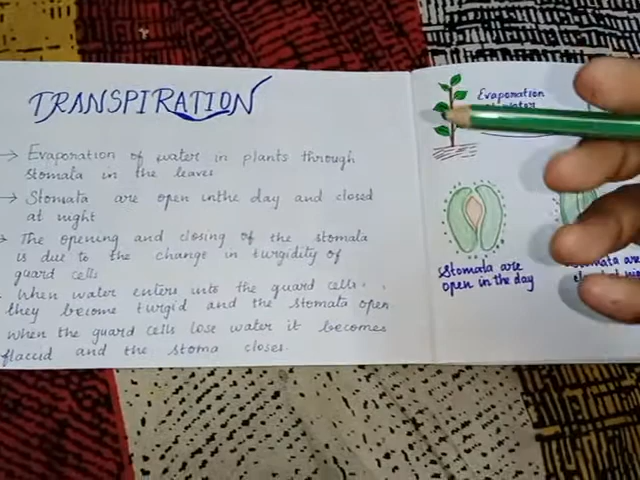 TRANSPIRATION
→ Evaporation of water in plants through
stomata in the leaves
→ Stomata are open inthe day and closed
at night
→ The opening and closing of the stomata
is due to the change in turgidity of
guard cells
When water enters into the guard cells,
they become turgid and the stomata open
when the guard cells lose water it becomes
flaccid and the stoma closes.
Evaporation
water
Stomata are
open in the day
are